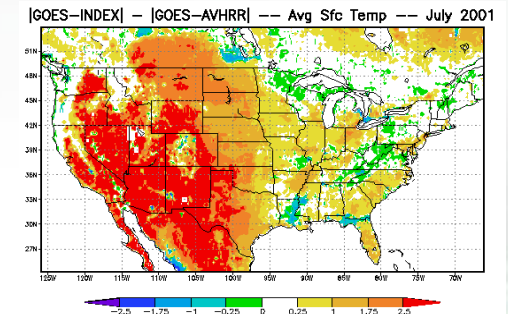 |GOES-INDEX| - |GOES-AVHRR| -- Avg Sfc Temp -- July 2001
51N
48N
45N
41N
39N
36N
33N
30N
27N
125W 120W 115W 110W 105W 100W 95W 90W 85W 80W 75W 70W
-2.5 -1.75 -1 -0.25 0 0.25 1 1.75 2.5